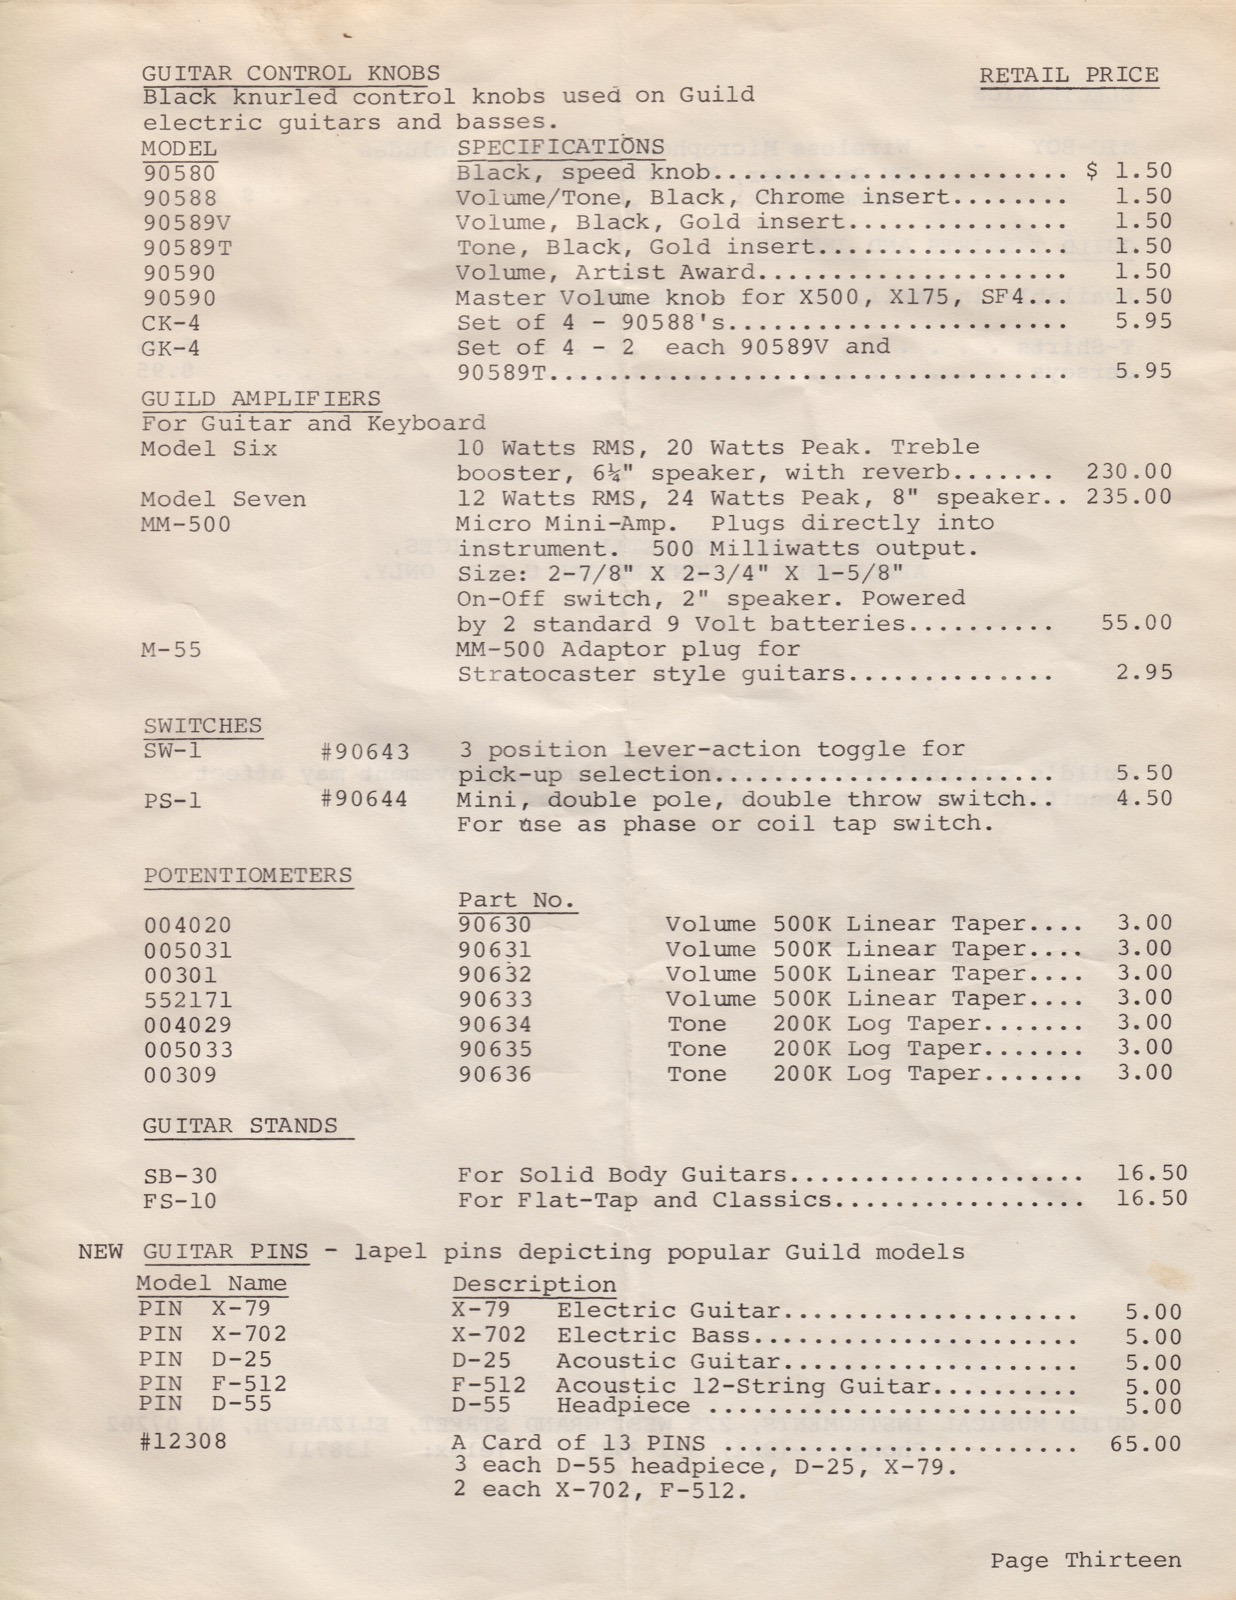 GUITAR CONTROL KNOBS RETAIL PRICE
Black knurled control knobs used on Guild
electric guitars and basses.
MODEL SPECIFICATIONS
90580 Black, speed knob........................ $ 1.50
90588 Volume/Tone, Black, Chrome insert........ 1.50
90589V Volume, Black, Gold insert............... 1.50
90589T Tone, Black, Gold insert................. 1.50
90590 Volume, Artist Award..................... 1.50
90590 Master Volume knob for X500, X175, SF4... 1.50
CK-4 Set of 4 - 90588's....................... 5.95
GK-4 Set of 4 - 2 each 90589V and
90589T................................... 5.95
GUILD AMPLIFIERS
For Guitar and Keyboard
Model Six 10 Watts RMS, 20 Watts Peak. Treble
booster, 6¼" speaker, with reverb....... 230.00
Model Seven 12 Watts RMS, 24 Watts Peak, 8" speaker.. 235.00
MM-500 Micro Mini-Amp. Plugs directly into
instrument. 500 Milliwatts output.
Size: 2-7/8" X 2-3/4" X 1-5/8"
On-Off switch, 2" speaker. Powered
by 2 standard 9 Volt batteries.......... 55.00
M-55 MM-500 Adaptor plug for
Stratocaster style guitars.............. 2.95
SWITCHES
SW-1 #90643 3 position lever-action toggle for
pick-up selection....................... 5.50
PS-1 #90644 Mini, double pole, double throw switch.. 4.50
For use as phase or coil tap switch.
POTENTIOMETERS
Part No.
004020 90630 Volume 500K Linear Taper.... 3.00
005031 90631 Volume 500K Linear Taper.... 3.00
00301 90632 Volume 500K Linear Taper.... 3.00
552171 90633 Volume 500K Linear Taper.... 3.00
004029 90634 Tone 200K Log Taper....... 3.00
005033 90635 Tone 200K Log Taper....... 3.00
00309 90636 Tone 200K Log Taper....... 3.00
GUITAR STANDS
SB-30 For Solid Body Guitars.................... 16.50
FS-10 For Flat-Tap and Classics................. 16.50
NEW GUITAR PINS - lapel pins depicting popular Guild models
Model Name Description
PIN X-79 X-79 Electric Guitar.................... 5.00
PIN X-702 X-702 Electric Bass...................... 5.00
PIN D-25 D-25 Acoustic Guitar.................... 5.00
PIN F-512 F-512 Acoustic 12-String Guitar.......... 5.00
PIN D-55 D-55 Headpiece ......................... 5.00
#12308 A Card of 13 PINS ........................ 65.00
3 each D-55 headpiece, D-25, X-79.
2 each X-702, F-512.
Page Thirteen